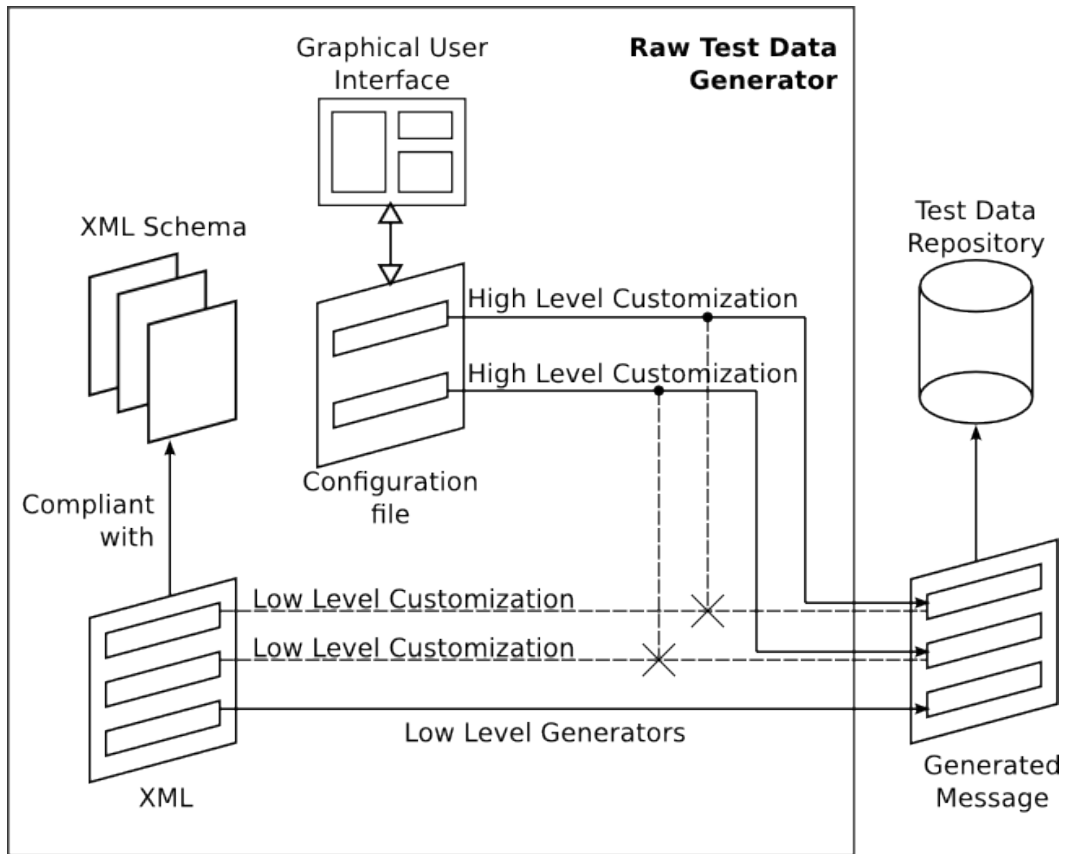 Graphical User
Interface
Raw Test Data
Generator
XML Schema
Test Data
Repository
High Level Customization
High Level Customization
Configuration
file
Compliant
with
Low Level Customization
Low Level Customization
Low Level Generators
XML
Generated
Message